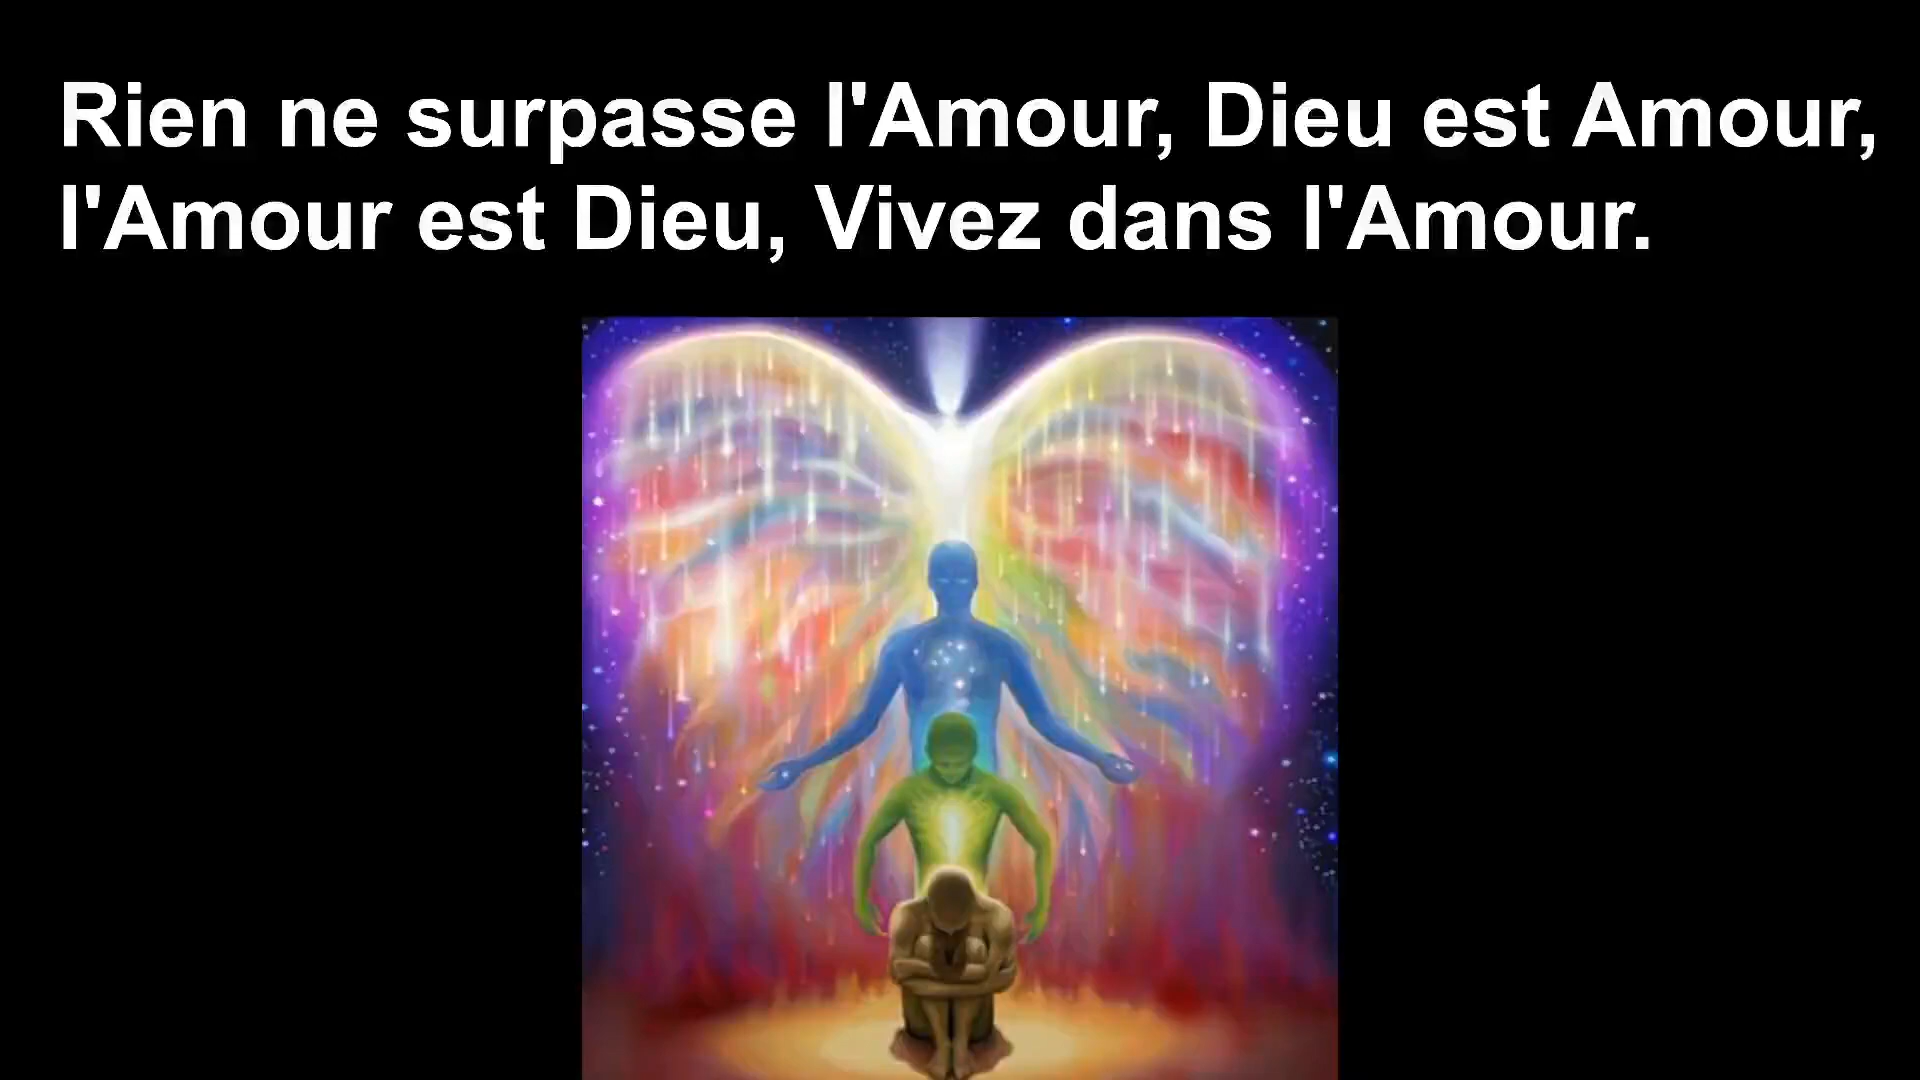 Rien ne surpasse l'Amour, Dieu est Amour,
l'Amour est Dieu, Vivez dans l'Amour.